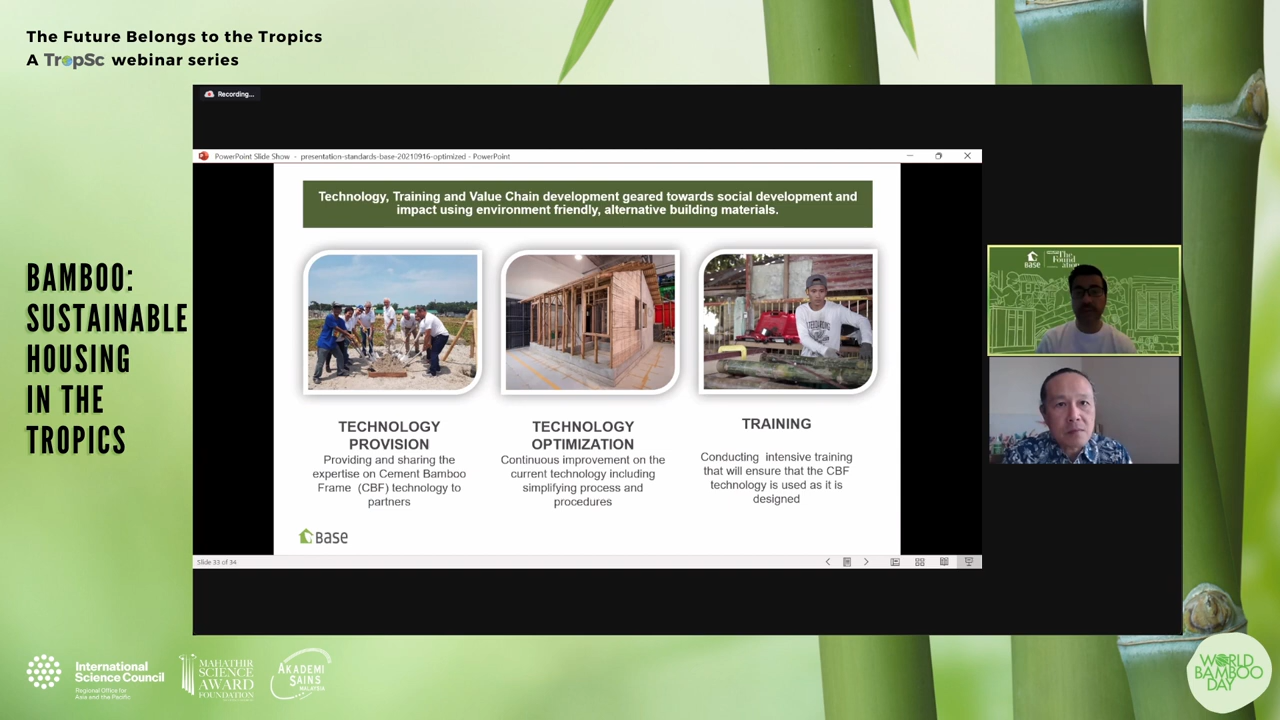 The Future Belongs to the Tropics
A TropSc webinar series
Recording...
PowerPoint Slide Show - presentation-standards-base-20210916-optimized - PowerPoint
Technology, Training and Value Chain development geared towards social development and
impact using environment friendly, alternative building materials.
TECHNOLOGY
PROVISION
Providing and sharing the
expertise on Cement Bamboo
Frame (CBF) technology to
partners
TECHNOLOGY
OPTIMIZATION
Continuous improvement on the
current technology including
simplifying process and
procedures
TRAINING
Conducting intensive training
that will ensure that the CBF
technology is used as it is
designed
BASE
Slide 33 of 34
BASE
The
Found
ation
BAMBOO:
SUSTAINABLE
HOUSING
IN THE
TROPICS
International
Science Council
Regional Office for
Asia and the Pacific
MAHATHIR
SCIENCE
AWARD
FOUNDATION
AKADEMI
SAINS
MALAYSIA
WORLD
BAMBOO
DAY